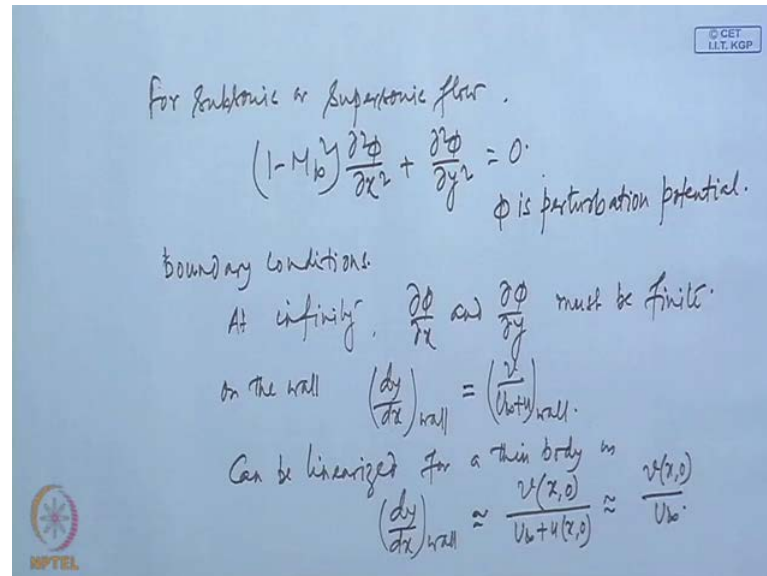 © CET
I.I.T. KGP
For Subsonic or Supersonic flow.
(1-M∞²) ∂²φ/∂x² + ∂²φ/∂y² = 0.
φ is perturbation potential.
boundary conditions.
At infinity, ∂φ/∂x and ∂φ/∂y must be finite.
on the wall (dy/dx)wall = (v/(U∞+u))wall.
Can be linearized for a thin body as
(dy/dx)wall ≈ v(x,0)/(U∞+u(x,0)) ≈ v(x,0)/U∞.
NPTEL